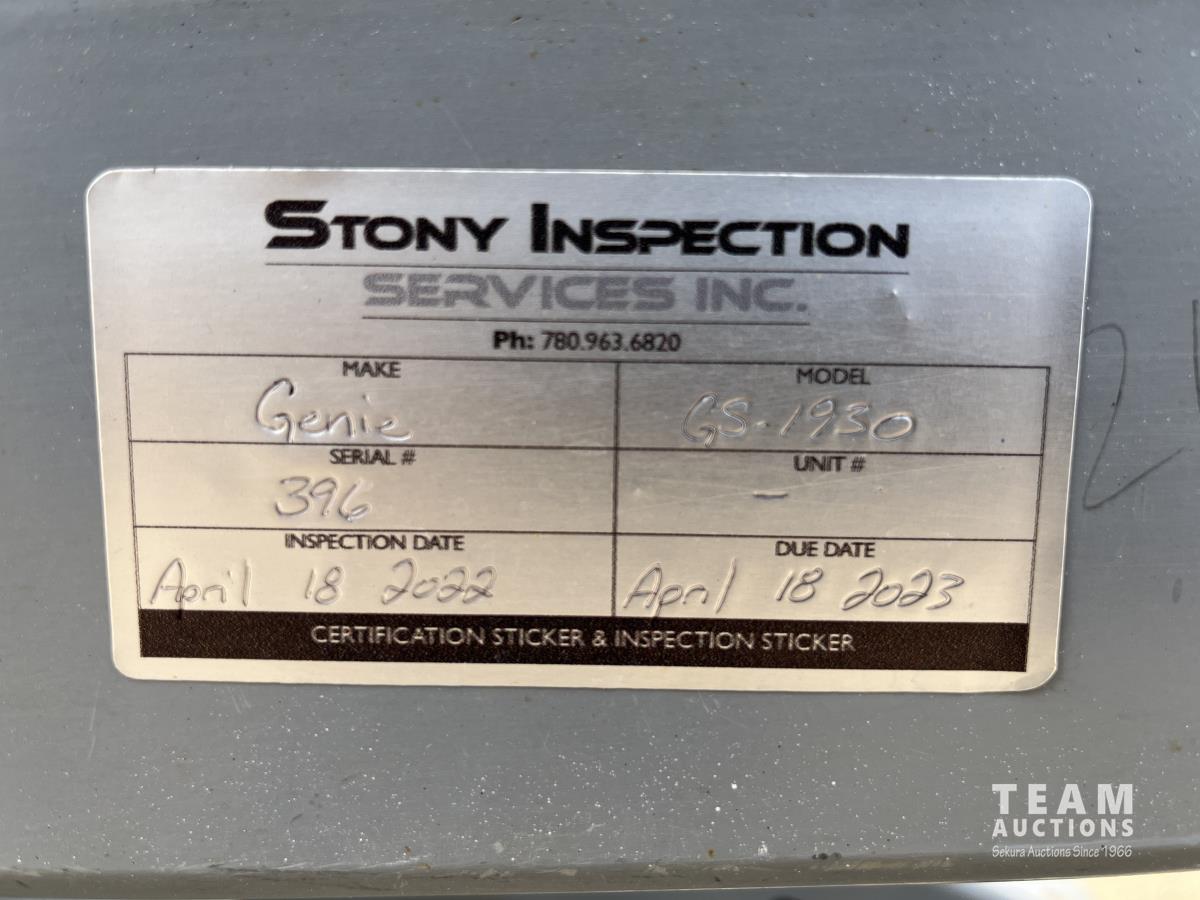 STONY INSPECTION
SERVICES INC.
Ph: 780.963.6820
MAKE MODEL
Genie GS-1930
SERIAL # UNIT #
396 -
INSPECTION DATE DUE DATE
April 18 2022 April 18 2023
CERTIFICATION STICKER & INSPECTION STICKER
TEAM
AUCTIONS
Sekura Auctions Since 1966